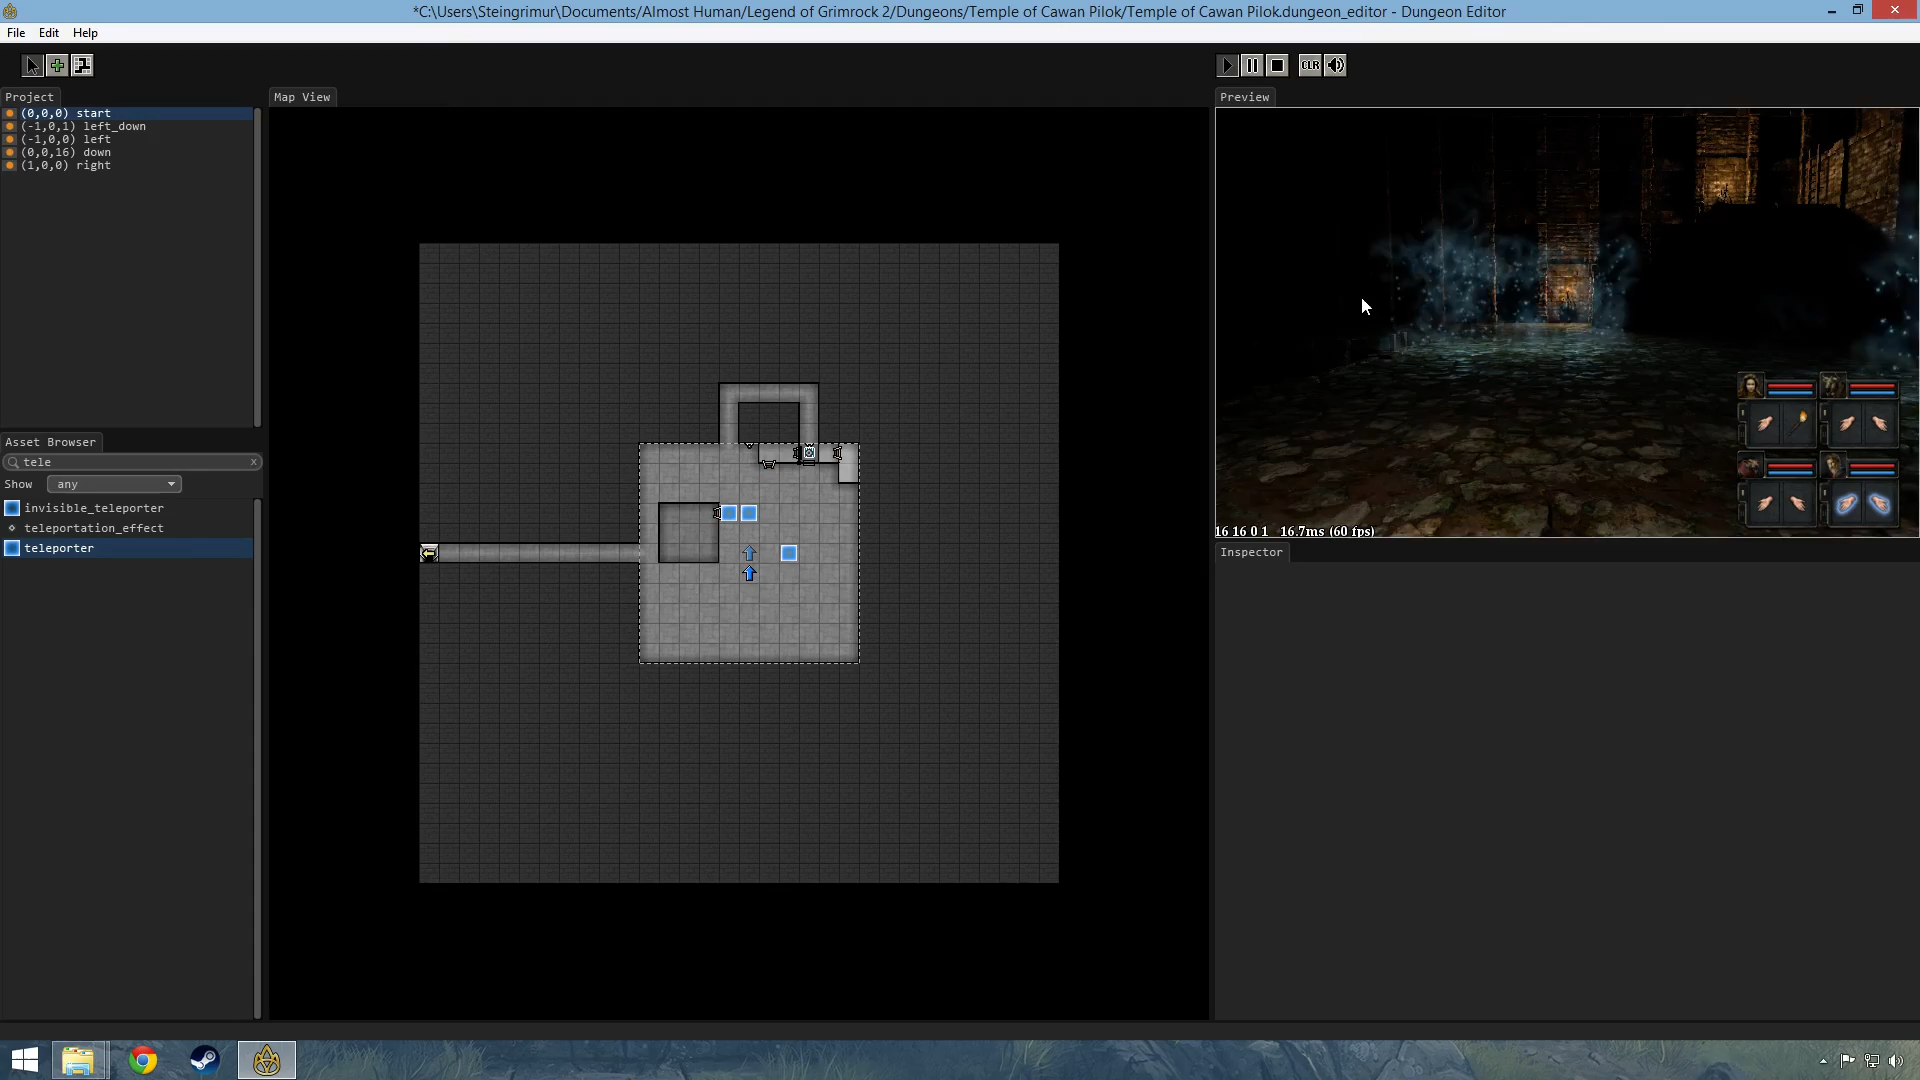 *C:\Users\Steingrimur\Documents/Almost Human/Legend of Grimrock 2/Dungeons/Temple of Cawan Pilok/Temple of Cawan Pilok.dungeon_editor - Dungeon Editor
File Edit Help
CLR
Project
Map View
Preview
(0,0,0) start
(-1,0,1) left_down
(-1,0,0) left
(0,0,16) down
(1,0,0) right
Asset Browser
tele x
Show any
invisible_teleporter
teleportation_effect
teleporter
16 16 0 1 16.7ms (60 fps)
Inspector